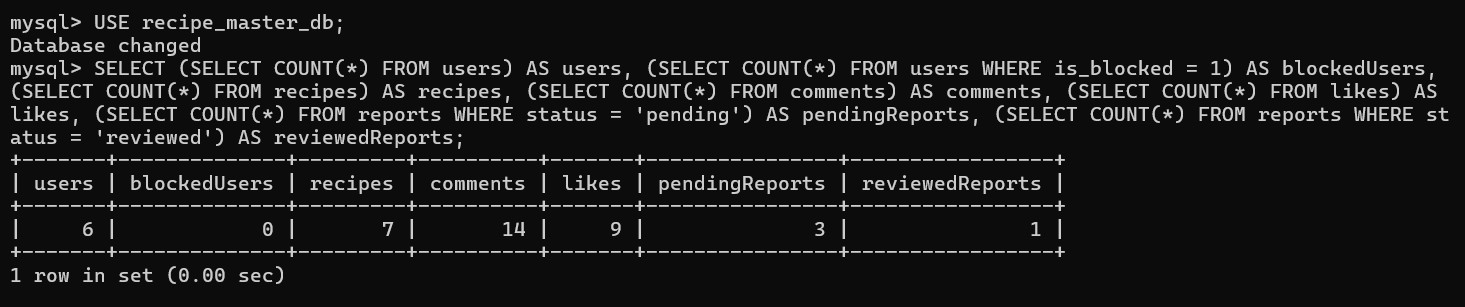 mysql> USE recipe_master_db;
Database changed
mysql> SELECT (SELECT COUNT(*) FROM users) AS users, (SELECT COUNT(*) FROM users WHERE is_blocked = 1) AS blockedUsers,
(SELECT COUNT(*) FROM recipes) AS recipes, (SELECT COUNT(*) FROM comments) AS comments, (SELECT COUNT(*) FROM likes) AS
likes, (SELECT COUNT(*) FROM reports WHERE status = 'pending') AS pendingReports, (SELECT COUNT(*) FROM reports WHERE st
atus = 'reviewed') AS reviewedReports;
+-------+--------------+---------+----------+-------+----------------+-----------------+
| users | blockedUsers | recipes | comments | likes | pendingReports | reviewedReports |
+-------+--------------+---------+----------+-------+----------------+-----------------+
|     6 |            0 |       7 |       14 |     9 |              3 |               1 |
+-------+--------------+---------+----------+-------+----------------+-----------------+
1 row in set (0.00 sec)